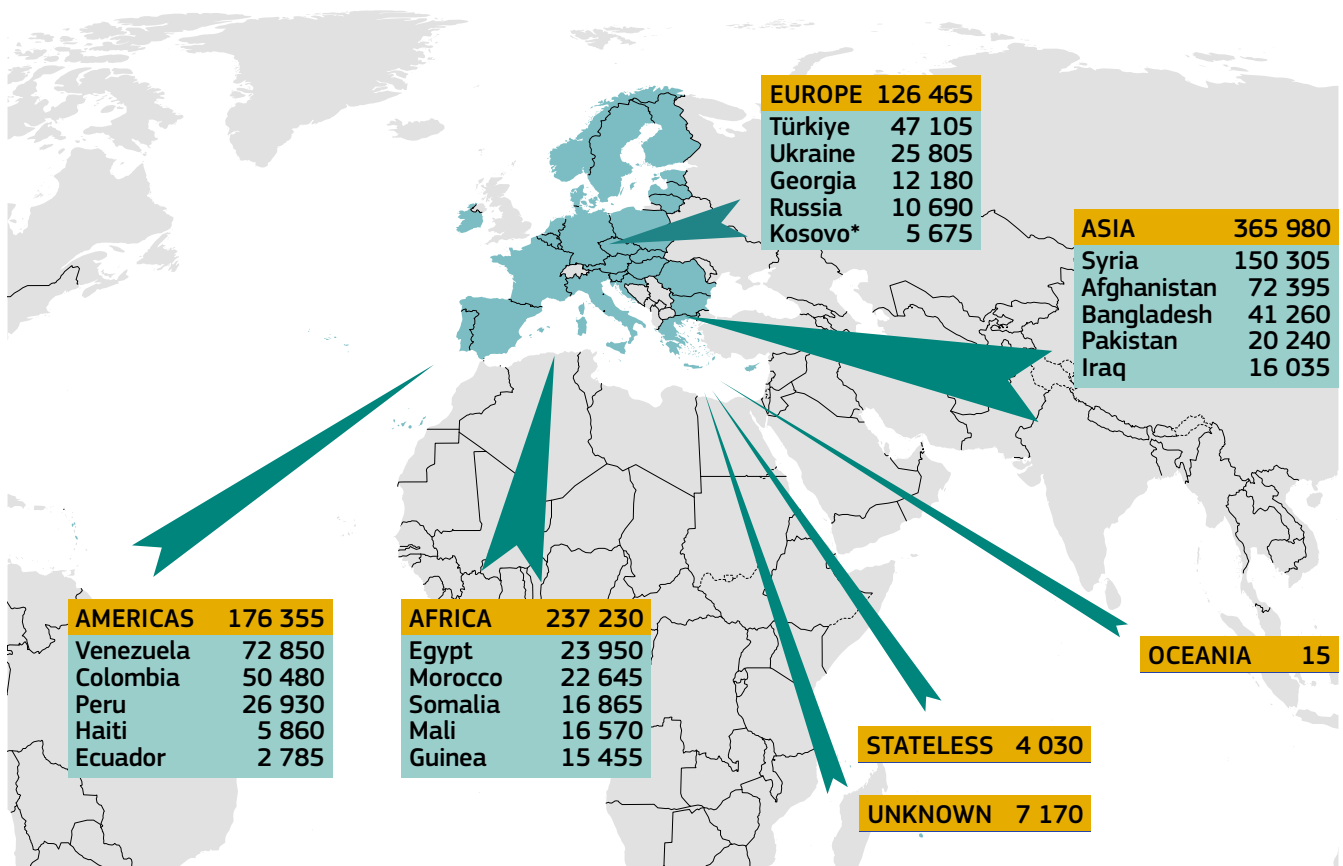 EUROPE 126 465
Türkiye 47 105
Ukraine 25 805
Georgia 12 180
Russia 10 690
Kosovo* 5 675
ASIA 365 980
Syria 150 305
Afghanistan 72 395
Bangladesh 41 260
Pakistan 20 240
Iraq 16 035
AMERICAS 176 355
Venezuela 72 850
Colombia 50 480
Peru 26 930
Haiti 5 860
Ecuador 2 785
AFRICA 237 230
Egypt 23 950
Morocco 22 645
Somalia 16 865
Mali 16 570
Guinea 15 455
OCEANIA 15
STATELESS 4 030
UNKNOWN 7 170